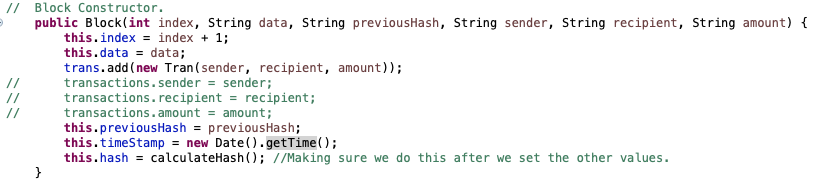 //  Block Constructor.
    public Block(int index, String data, String previousHash, String sender, String recipient, String amount) {
        this.index = index + 1;
        this.data = data;
        trans.add(new Tran(sender, recipient, amount));
//      transactions.sender = sender;
//      transactions.recipient = recipient;
//      transactions.amount = amount;
        this.previousHash = previousHash;
        this.timeStamp = new Date().getTime();
        this.hash = calculateHash(); //Making sure we do this after we set the other values.
    }